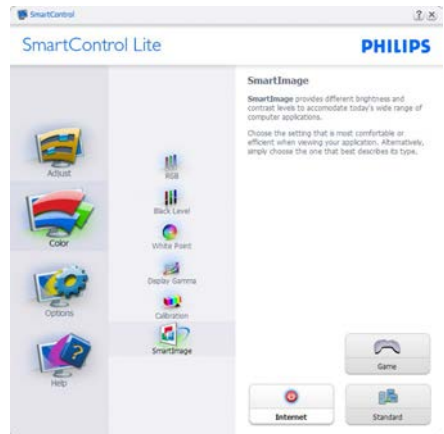 SmartControl
SmartControl Lite
PHILIPS
Adjust
Color
Options
Help
RGB
Black Level
White Point
Display Gamma
Calibration
SmartImage
SmartImage
SmartImage provides different brightness and
contrast levels to accomodate today's wide range of
computer applications.
Choose the setting that is most comfortable or
efficient when viewing your application. Alternatively,
simply choose the one that best describes its type.
Game
Internet
Standard